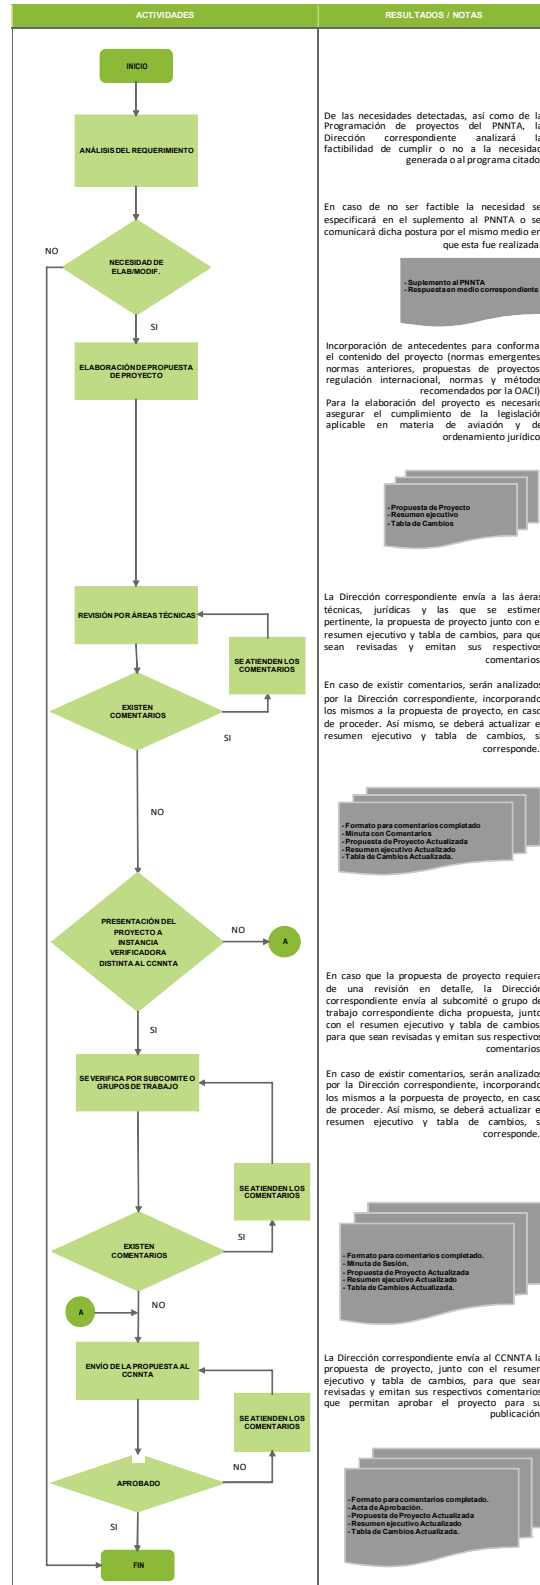 ACTIVIDADES
RESULTADOS / NOTAS
INICIO
De las necesidades detectadas, así como de la
Programación de proyectos del PNNTA, la
Dirección correspondiente analizará la
factibilidad de cumplir o no a la necesidad
generada o al programa citado
ANÁLISIS DEL REQUERIMIENTO
En caso de no ser factible la necesidad se
especificará en el suplemento al PNNTA o se
comunicará dicha postura por el mismo medio en
que esta fue realizada.
NO
NECESIDAD DE
ELAB/MODIF.
- Suplemento al PNNTA
- Respuesta en medio correspondiente
SI
ELABORACIÓN DE PROPUESTA
DE PROYECTO
Incorporación de antecedentes para conforma
el contenido del proyecto (normas emergentes
normas anteriores, propuestas de proyectos
regulación internacional, normas y métodos
recomendados por la OACI)
Para la elaboración del proyecto es necesario
asegurar el cumplimiento de la legislación
aplicable en materia de aviación y de
ordenamiento jurídico
- Propuesta de Proyecto
- Resumen ejecutivo
- Tabla de Cambios
REVISIÓN POR ÁREAS TÉCNICAS
La Dirección correspondiente envía a las áeras
técnicas, jurídicas y las que se estimen
pertinente, la propuesta de proyecto junto con e
resumen ejecutivo y tabla de cambios, para que
sean revisadas y emitan sus respectivos
comentarios
SE ATIENDEN LOS
COMENTARIOS
En caso de existir comentarios, serán analizados
por la Dirección correspondiente, incorporando
los mismos a la propuesta de proyecto, en caso
de proceder. Así mismo, se deberá actualizar e
resumen ejecutivo y tabla de cambios, si
corresponde.
EXISTEN
COMENTARIOS
SI
NO
- Formato para comentarios completado
- Minuta con Comentarios
- Propuesta de Proyecto Actualizada
- Resumen ejecutivo Actualizado
- Tabla de Cambios Actualizada.
PRESENTACIÓN DEL
PROYECTO A
INSTANCIA
VERIFICADORA
DISTINTA AL CCNNTA
NO
A
SI
En caso que la propuesta de proyecto requiera
de una revisión en detalle, la Dirección
correspondiente envía al subcomité o grupo de
trabajo correspondiente dicha propuesta, junto
con el resumen ejecutivo y tabla de cambios
para que sean revisadas y emitan sus respectivos
comentarios
SE VERIFICA POR SUBCOMITE O
GRUPOS DE TRABAJO
En caso de existir comentarios, serán analizados
por la Dirección correspondiente, incorporando
los mismos a la porpuesta de proyecto, en caso
de proceder. Así mismo, se deberá actualizar e
resumen ejecutivo y tabla de cambios, s
corresponde.
SE ATIENDEN LOS
COMENTARIOS
SI
EXISTEN
COMENTARIOS
- Formato para comentarios completado.
- Minuta de Sesión.
- Propuesta de Proyecto Actualizada
- Resumen ejecutivo Actualizado
- Tabla de Cambios Actualizada.
A
NO
ENVÍO DE LA PROPUESTA AL
CCNNTA
La Dirección correspondiente envía al CCNNTA la
propuesta de proyecto, junto con el resumen
ejecutivo y tabla de cambios, para que sean
revisadas y emitan sus respectivos comentarios
que permitan aprobar el proyecto para su
publicación
SE ATIENDEN LOS
COMENTARIOS
NO
APROBADO
SI
- Formato para comentarios completado.
- Acta de Aprobación.
- Propuesta de Proyecto Actualizada
- Resumen ejecutivo Actualizado
- Tabla de Cambios Actualizada.
FIN